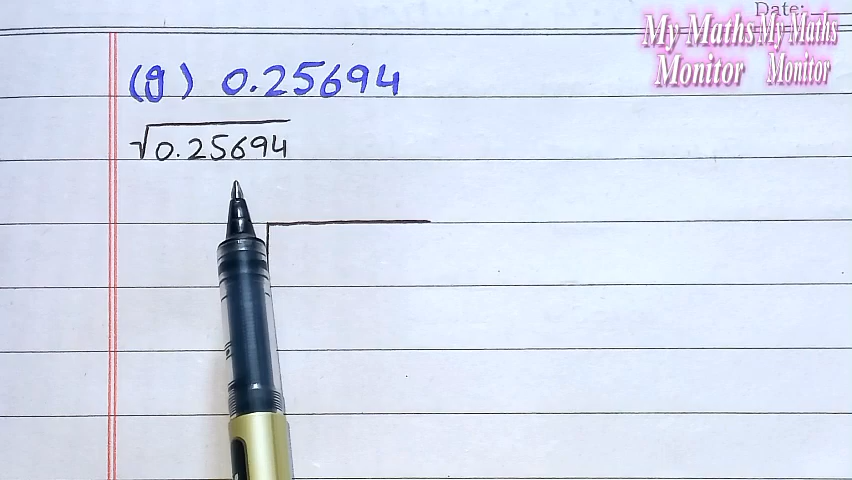 Date:
My Maths My Maths
Monitor Monitor
(g) 0.25694
√0.25694